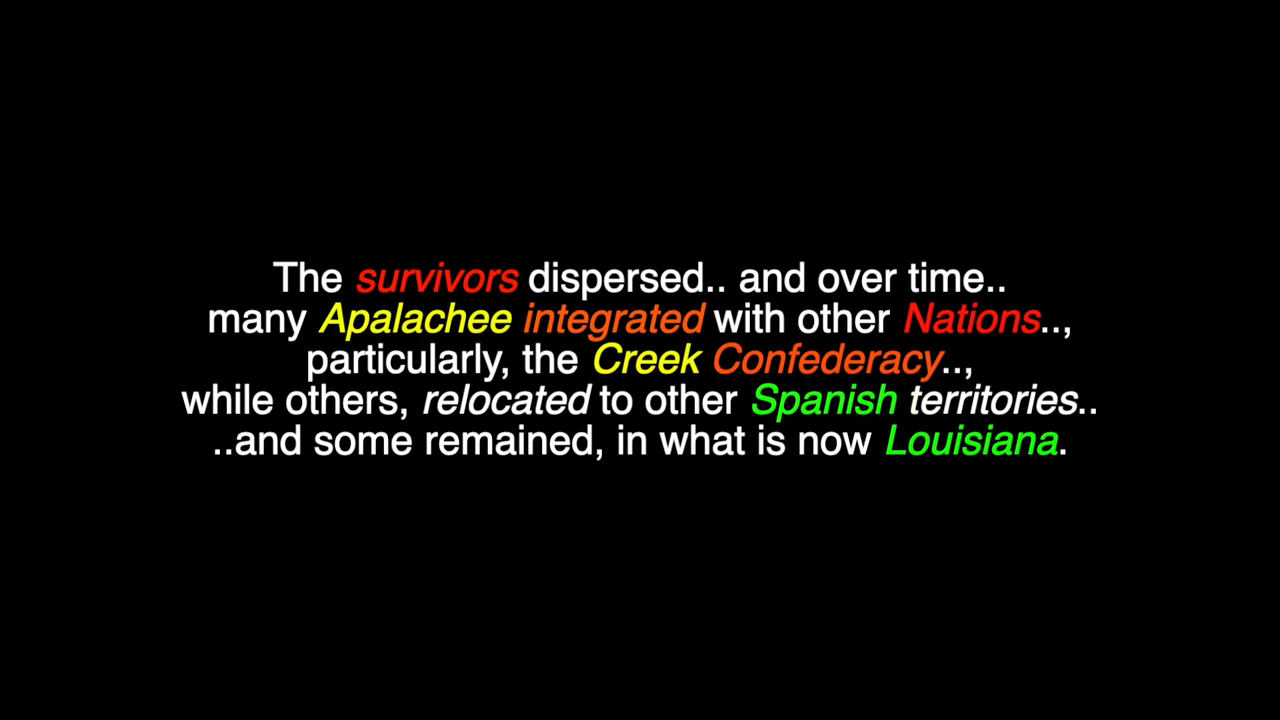 The survivors dispersed.. and over time..
many Apalachee integrated with other Nations..,
particularly, the Creek Confederacy..,
while others, relocated to other Spanish territories..
..and some remained, in what is now Louisiana.